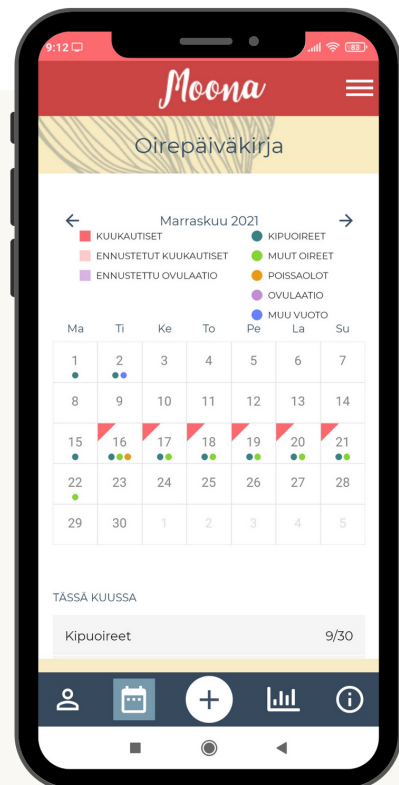 9:12 83
Moona
Oirepäiväkirja
Marraskuu 2021
KUUKAUTISET KIPUOIREET
ENNUSTETUT KUUKAUTISET MUUT OIREET
ENNUSTETTU OVULAATIO POISSAOLOT
OVULAATIO
MUU VUOTO
Ma Ti Ke To Pe La Su
1 2 3 4 5 6 7
8 9 10 11 12 13 14
15 16 17 18 19 20 21
22 23 24 25 26 27 28
29 30 1 2 3 4 5
TÄSSÄ KUUSSA
Kipuoireet 9/30